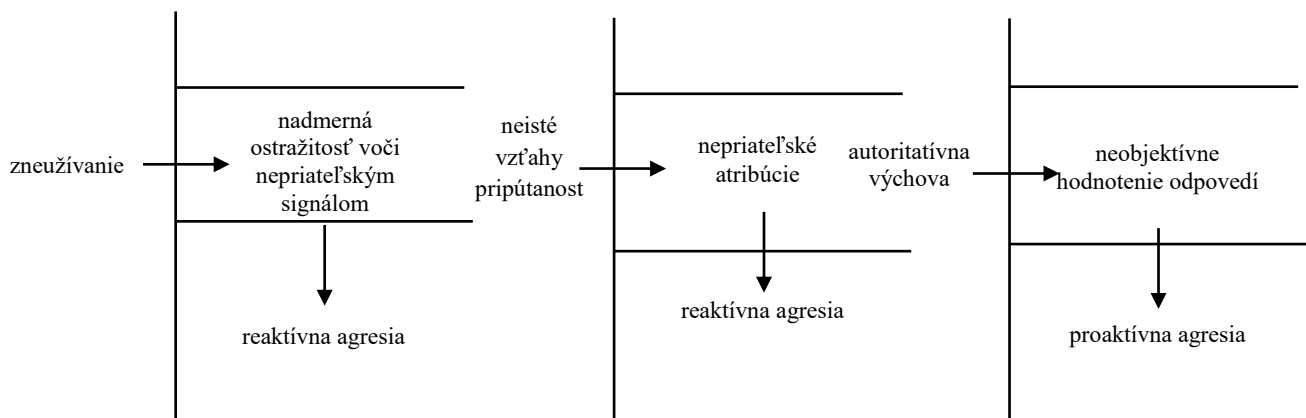 zneužívanie
nadmerná
ostražitosť voči
nepriateľským
signálom
reaktívna agresia
neisté
vzťahy
pripútanost
nepriateľské
atribúcie
reaktívna agresia
autoritatívna
výchova
neobjektívne
hodnotenie odpovedí
proaktívna agresia